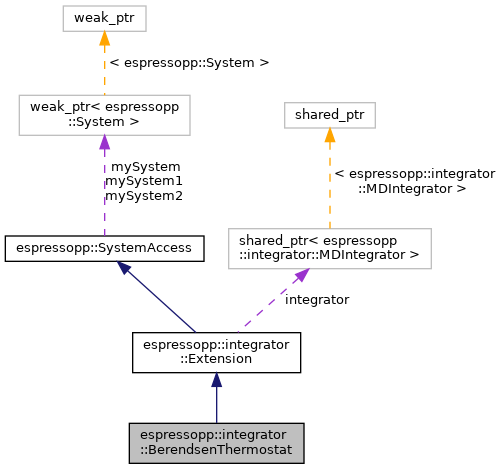 weak_ptr
< espressopp::System >
weak_ptr< espressopp
::System >
shared_ptr
mySystem
mySystem1
mySystem2
< espressopp::integrator
::MDIntegrator >
espressopp::SystemAccess
shared_ptr< espressopp
::integrator::MDIntegrator >
integrator
espressopp::integrator
::Extension
espressopp::integrator
::BerendsenThermostat